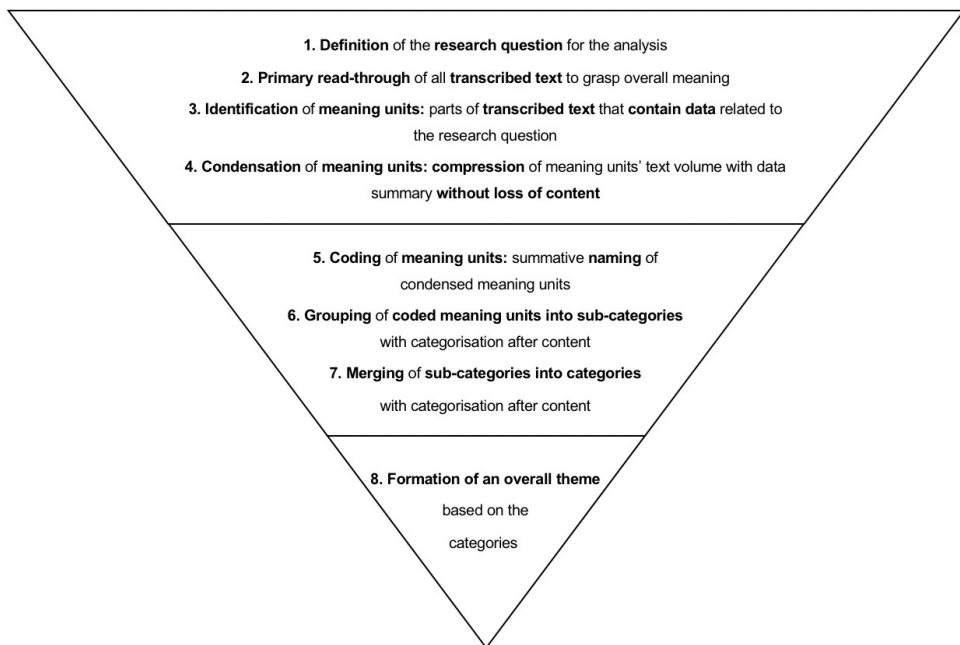 1. Definition of the research question for the analysis
2. Primary read-through of all transcribed text to grasp overall meaning
3. Identification of meaning units: parts of transcribed text that contain data related to
the research question
4. Condensation of meaning units: compression of meaning units’ text volume with data
summary without loss of content
5. Coding of meaning units: summative naming of
condensed meaning units
6. Grouping of coded meaning units into sub-categories
with categorisation after content
7. Merging of sub-categories into categories
with categorisation after content
8. Formation of an overall theme
based on the
categories